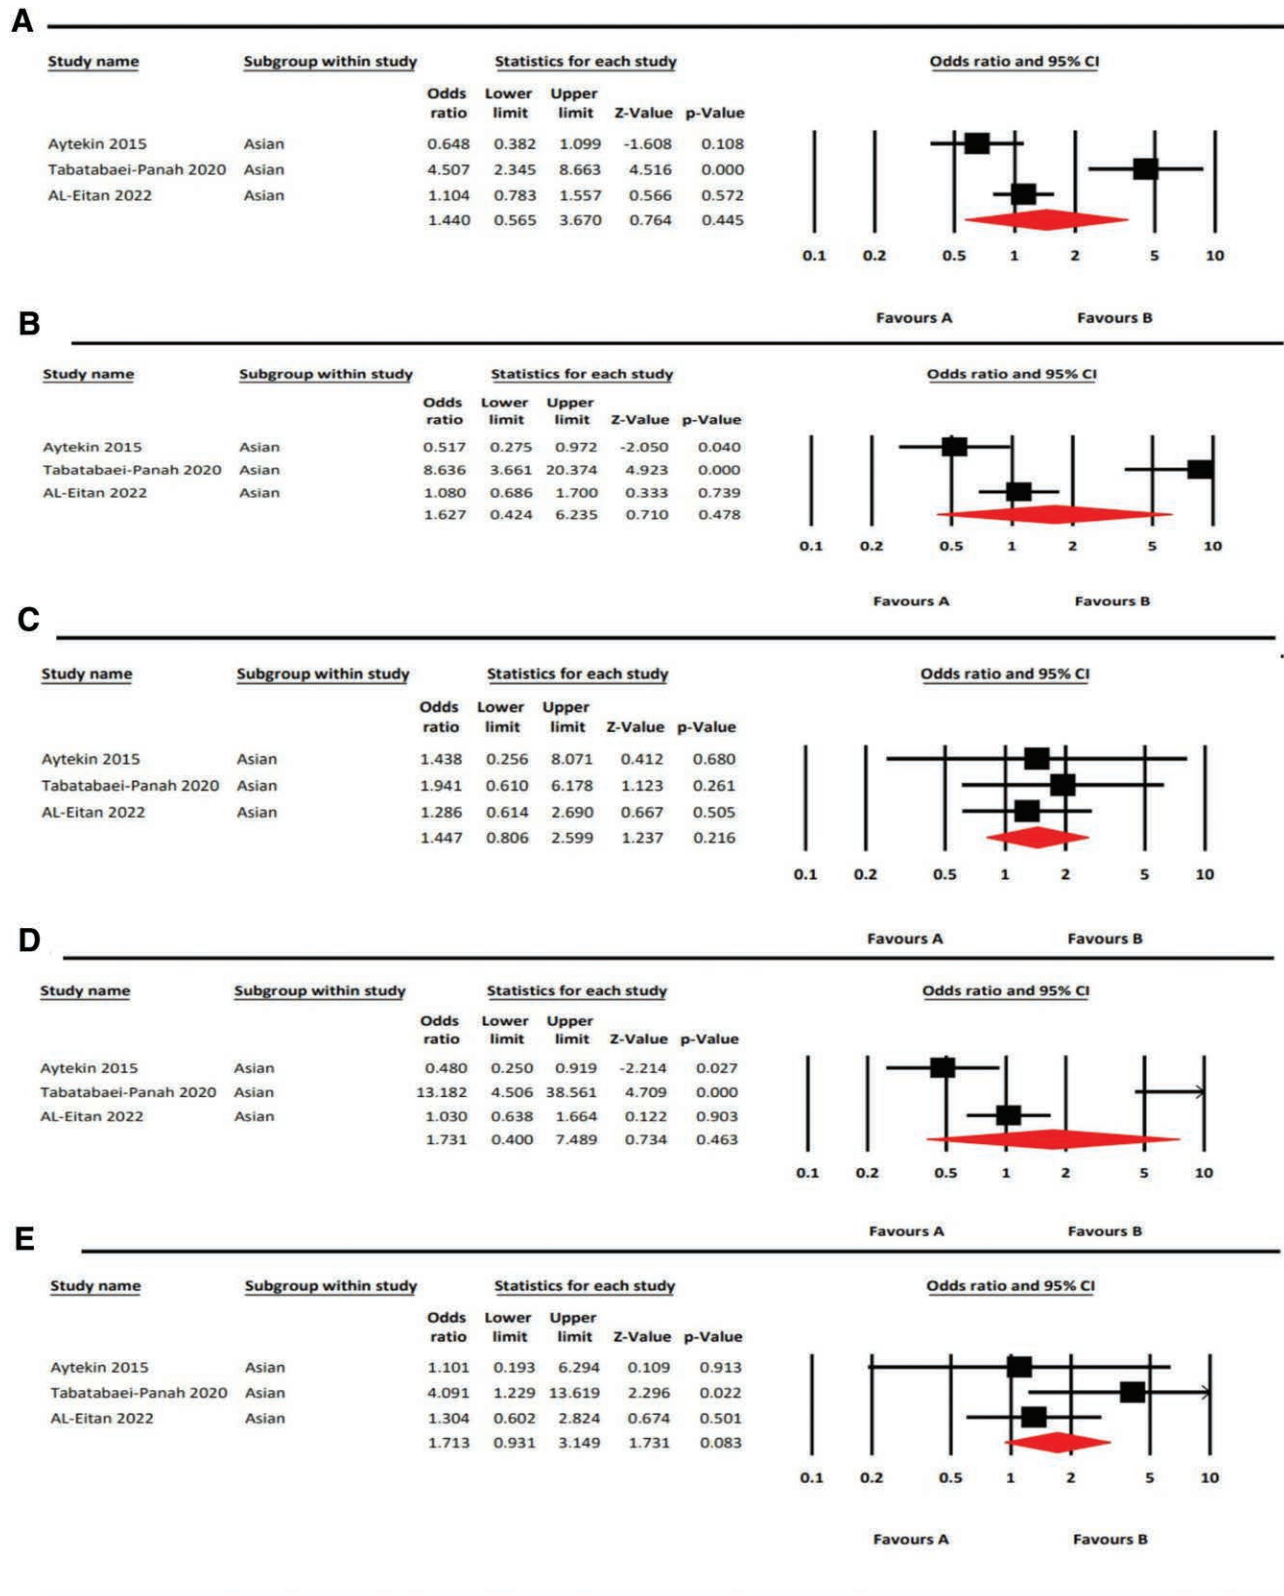 A
Study name Subgroup within study Statistics for each study Odds ratio and 95% CI
Odds Lower Upper
ratio limit limit Z-Value p-Value
Aytekin 2015 Asian 0.648 0.382 1.099 -1.608 0.108
Tabatabaei-Panah 2020 Asian 4.507 2.345 8.663 4.516 0.000
AL-Eitan 2022 Asian 1.104 0.783 1.557 0.566 0.572
1.440 0.565 3.670 0.764 0.445
0.1 0.2 0.5 1 2 5 10
Favours A Favours B
B
Study name Subgroup within study Statistics for each study Odds ratio and 95% CI
Odds Lower Upper
ratio limit limit Z-Value p-Value
Aytekin 2015 Asian 0.517 0.275 0.972 -2.050 0.040
Tabatabaei-Panah 2020 Asian 8.636 3.661 20.374 4.923 0.000
AL-Eitan 2022 Asian 1.080 0.686 1.700 0.333 0.739
1.627 0.424 6.235 0.710 0.478
0.1 0.2 0.5 1 2 5 10
Favours A Favours B
C
Study name Subgroup within study Statistics for each study Odds ratio and 95% CI
Odds Lower Upper
ratio limit limit Z-Value p-Value
Aytekin 2015 Asian 1.438 0.256 8.071 0.412 0.680
Tabatabaei-Panah 2020 Asian 1.941 0.610 6.178 1.123 0.261
AL-Eitan 2022 Asian 1.286 0.614 2.690 0.667 0.505
1.447 0.806 2.599 1.237 0.216
0.1 0.2 0.5 1 2 5 10
Favours A Favours B
D
Study name Subgroup within study Statistics for each study Odds ratio and 95% CI
Odds Lower Upper
ratio limit limit Z-Value p-Value
Aytekin 2015 Asian 0.480 0.250 0.919 -2.214 0.027
Tabatabaei-Panah 2020 Asian 13.182 4.506 38.561 4.709 0.000
AL-Eitan 2022 Asian 1.030 0.638 1.664 0.122 0.903
1.731 0.400 7.489 0.734 0.463
0.1 0.2 0.5 1 2 5 10
Favours A Favours B
E
Study name Subgroup within study Statistics for each study Odds ratio and 95% CI
Odds Lower Upper
ratio limit limit Z-Value p-Value
Aytekin 2015 Asian 1.101 0.193 6.294 0.109 0.913
Tabatabaei-Panah 2020 Asian 4.091 1.229 13.619 2.296 0.022
AL-Eitan 2022 Asian 1.304 0.602 2.824 0.674 0.501
1.713 0.931 3.149 1.731 0.083
0.1 0.2 0.5 1 2 5 10
Favours A Favours B